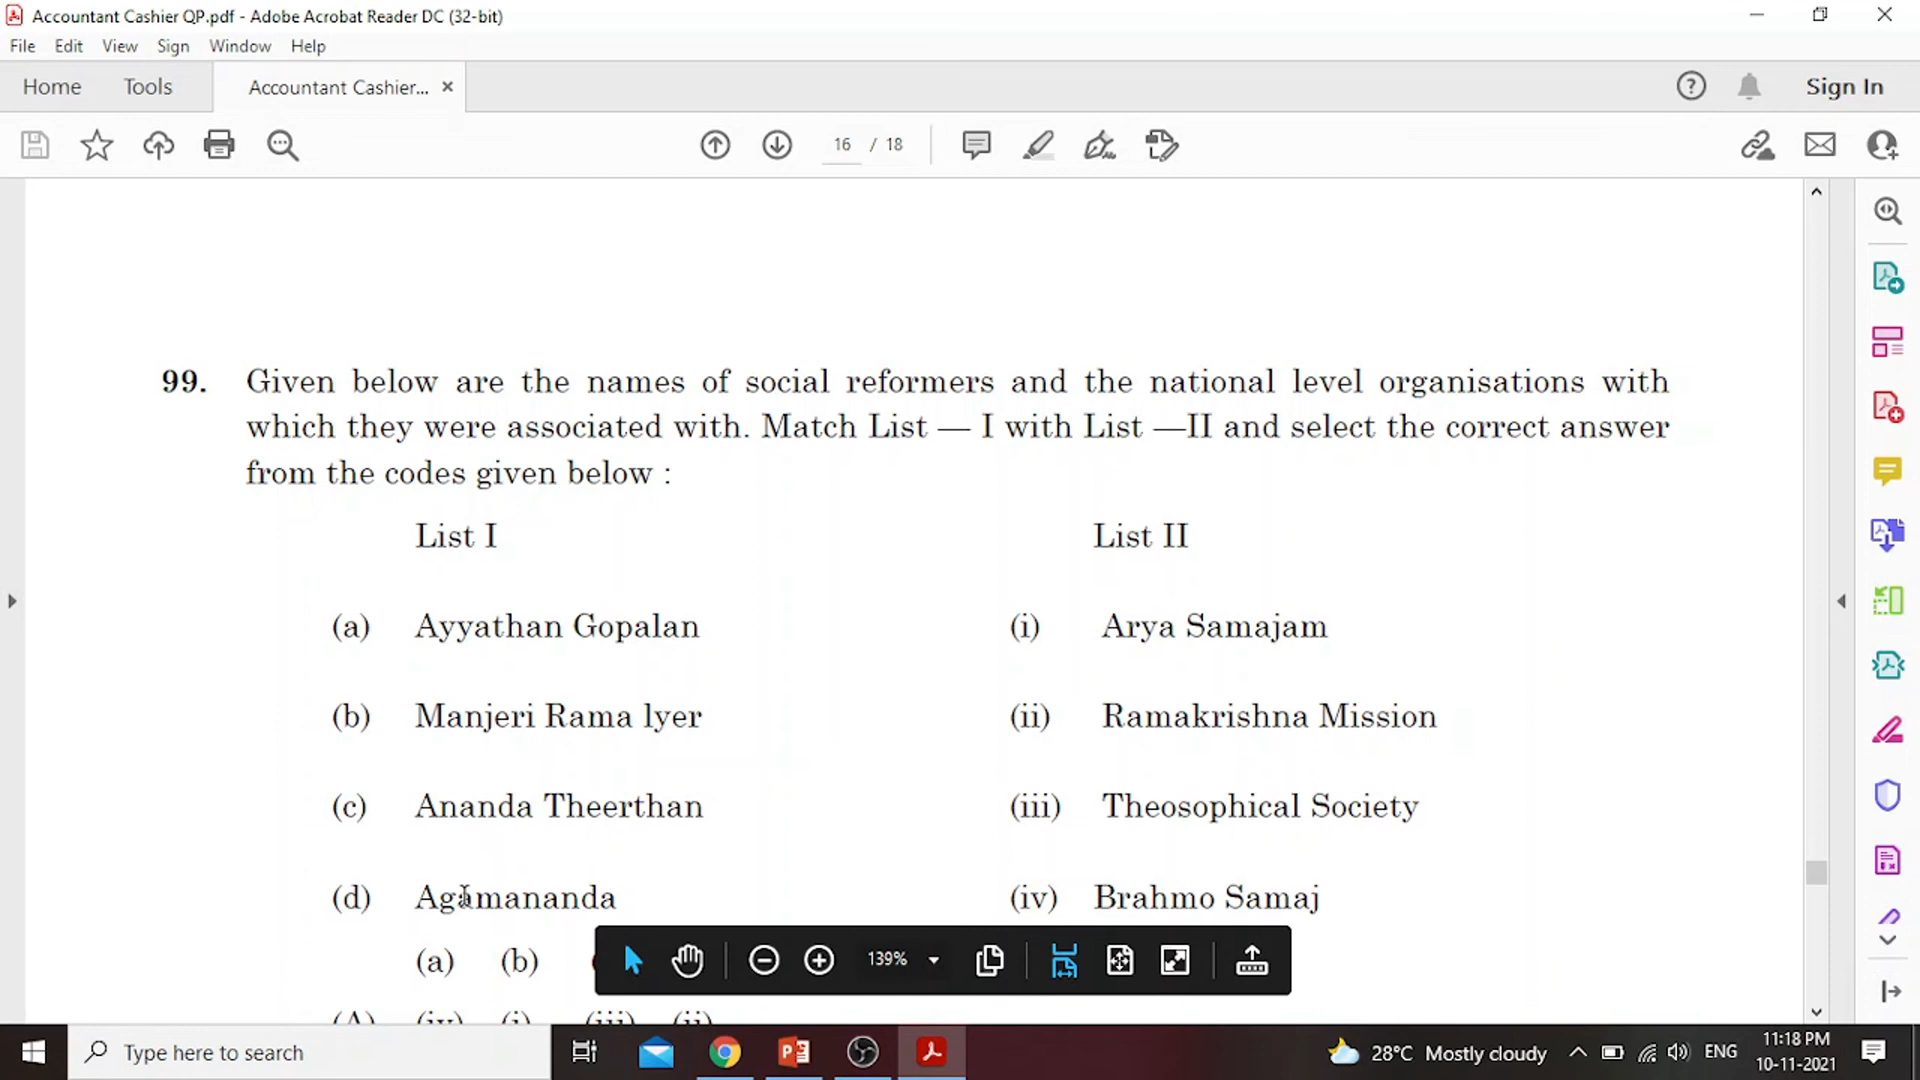 Accountant Cashier QP.pdf - Adobe Acrobat Reader DC (32-bit)
File Edit View Sign Window Help
Home Tools Accountant Cashier... × Sign In
16 / 18
99. Given below are the names of social reformers and the national level organisations with
which they were associated with. Match List — I with List —II and select the correct answer
from the codes given below :
List I List II
(a) Ayyathan Gopalan (i) Arya Samajam
(b) Manjeri Rama lyer (ii) Ramakrishna Mission
(c) Ananda Theerthan (iii) Theosophical Society
(d) Agamananda (iv) Brahmo Samaj
(a) (b)
139%
(A) (iv) (i) (iii) (ii)
Type here to search
28°C Mostly cloudy ENG
11:18 PM
10-11-2021